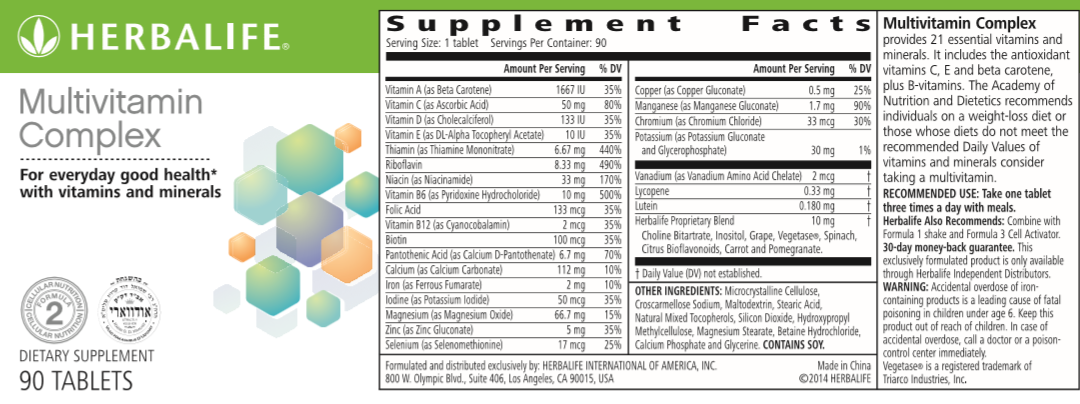 HERBALIFE®
Multivitamin
Complex
For everyday good health*
with vitamins and minerals
CELLULAR NUTRITION
FORMULA
2
CELLULAR NUTRITION
אודווארי
DIETARY SUPPLEMENT
90 TABLETS
Supplement Facts
Serving Size: 1 tablet Servings Per Container: 90
Amount Per Serving % DV
Vitamin A (as Beta Carotene) 1667 IU 35%
Vitamin C (as Ascorbic Acid) 50 mg 80%
Vitamin D (as Cholecalciferol) 133 IU 35%
Vitamin E (as DL-Alpha Tocopheryl Acetate) 10 IU 35%
Thiamin (as Thiamine Mononitrate) 6.67 mg 440%
Riboflavin 8.33 mg 490%
Niacin (as Niacinamide) 33 mg 170%
Vitamin B6 (as Pyridoxine Hydrocholoride) 10 mg 500%
Folic Acid 133 mcg 35%
Vitamin B12 (as Cyanocobalamin) 2 mcg 35%
Biotin 100 mcg 35%
Pantothenic Acid (as Calcium D-Pantothenate) 6.7 mg 70%
Calcium (as Calcium Carbonate) 112 mg 10%
Iron (as Ferrous Fumarate) 2 mg 10%
Iodine (as Potassium Iodide) 50 mcg 35%
Magnesium (as Magnesium Oxide) 66.7 mg 15%
Zinc (as Zinc Gluconate) 5 mg 35%
Selenium (as Selenomethionine) 17 mcg 25%
Amount Per Serving % DV
Copper (as Copper Gluconate) 0.5 mg 25%
Manganese (as Manganese Gluconate) 1.7 mg 90%
Chromium (as Chromium Chloride) 33 mcg 30%
Potassium (as Potassium Gluconate
and Glycerophosphate) 30 mg 1%
Vanadium (as Vanadium Amino Acid Chelate) 2 mcg †
Lycopene 0.33 mg †
Lutein 0.180 mg †
Herbalife Proprietary Blend 10 mg †
Choline Bitartrate, Inositol, Grape, Vegetase®, Spinach,
Citrus Bioflavonoids, Carrot and Pomegranate.
† Daily Value (DV) not established.
OTHER INGREDIENTS: Microcrystalline Cellulose,
Croscarmellose Sodium, Maltodextrin, Stearic Acid,
Natural Mixed Tocopherols, Silicon Dioxide, Hydroxypropyl
Methylcellulose, Magnesium Stearate, Betaine Hydrochloride,
Calcium Phosphate and Glycerine. CONTAINS SOY.
Formulated and distributed exclusively by: HERBALIFE INTERNATIONAL OF AMERICA, INC. Made in China
800 W. Olympic Blvd., Suite 406, Los Angeles, CA 90015, USA ©2014 HERBALIFE
Multivitamin Complex
provides 21 essential vitamins and
minerals. It includes the antioxidant
vitamins C, E and beta carotene,
plus B-vitamins. The Academy of
Nutrition and Dietetics recommends
individuals on a weight-loss diet or
those whose diets do not meet the
recommended Daily Values of
vitamins and minerals consider
taking a multivitamin.
RECOMMENDED USE: Take one tablet
three times a day with meals.
Herbalife Also Recommends: Combine with
Formula 1 shake and Formula 3 Cell Activator.
30-day money-back guarantee. This
exclusively formulated product is only available
through Herbalife Independent Distributors.
WARNING: Accidental overdose of iron-
containing products is a leading cause of fatal
poisoning in children under age 6. Keep this
product out of reach of children. In case of
accidental overdose, call a doctor or a poison-
control center immediately.
Vegetase® is a registered trademark of
Triarco Industries, Inc.